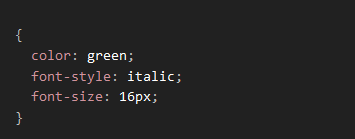 {
  color: green;
  font-style: italic;
  font-size: 16px;
}